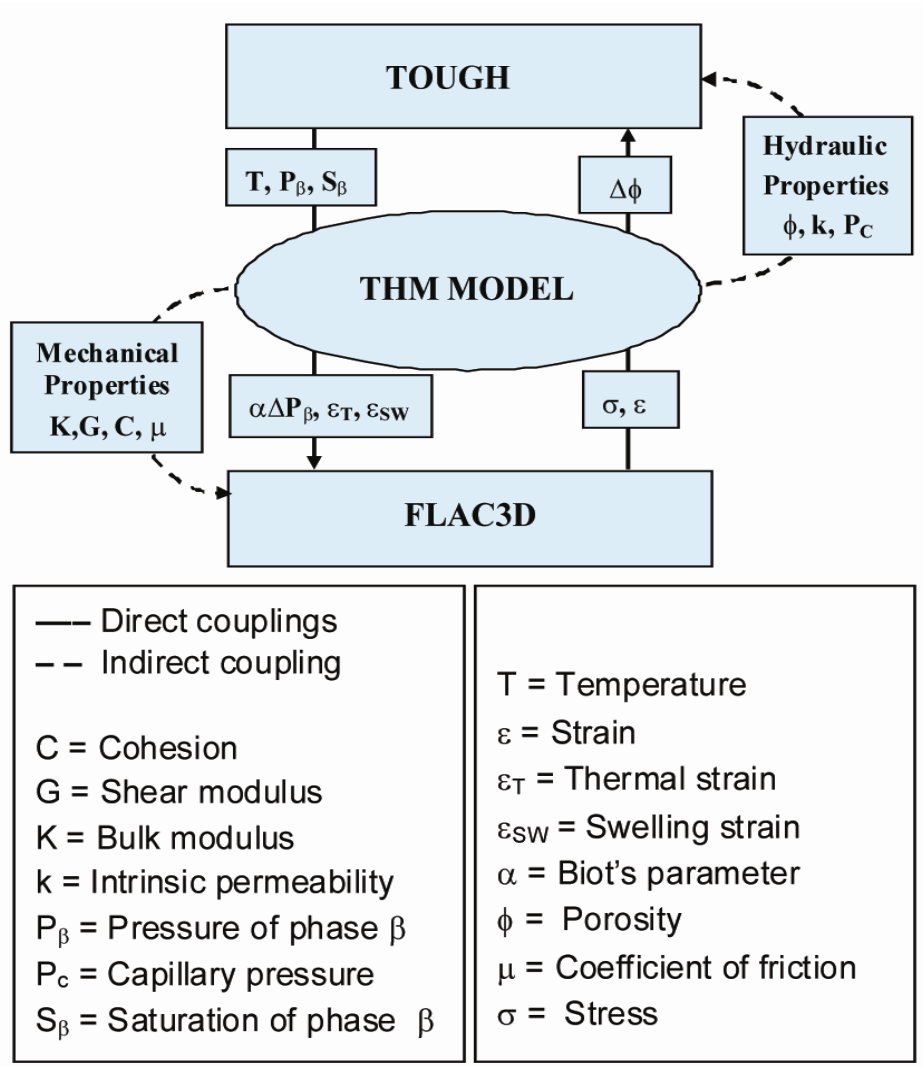 TOUGH
T, Pβ, Sβ
Δϕ
Hydraulic
Properties
ϕ, k, PC
THM MODEL
Mechanical
Properties
K,G, C, μ
αΔPβ, εT, εSW
σ, ε
FLAC3D
Direct couplings
Indirect coupling
C = Cohesion
G = Shear modulus
K = Bulk modulus
k = Intrinsic permeability
Pβ = Pressure of phase β
Pc = Capillary pressure
Sβ = Saturation of phase β
T = Temperature
ε = Strain
εT = Thermal strain
εSW = Swelling strain
α = Biot's parameter
ϕ = Porosity
μ = Coefficient of friction
σ = Stress